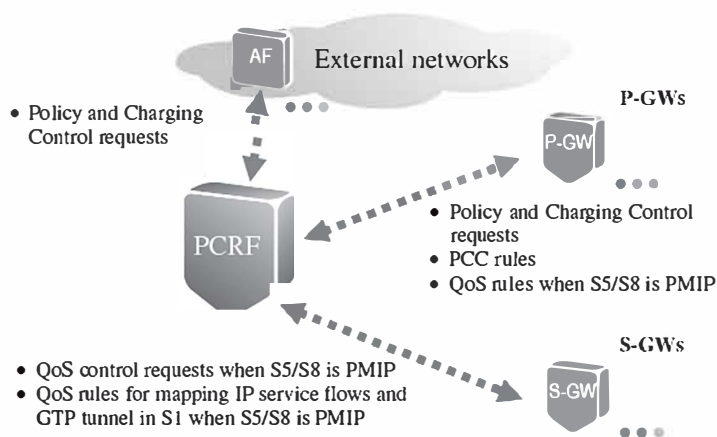 AF
External networks
• Policy and Charging
Control requests
P-GWs
P-GW
PCRF
• Policy and Charging Control
requests
• PCC rules
• QoS rules when S5/S8 is PMIP
S-GWs
• QoS control requests when S5/S8 is PMIP
• QoS rules for mapping IP service flows and
GTP tunnel in S1 when S5/S8 is PMIP
S-GW